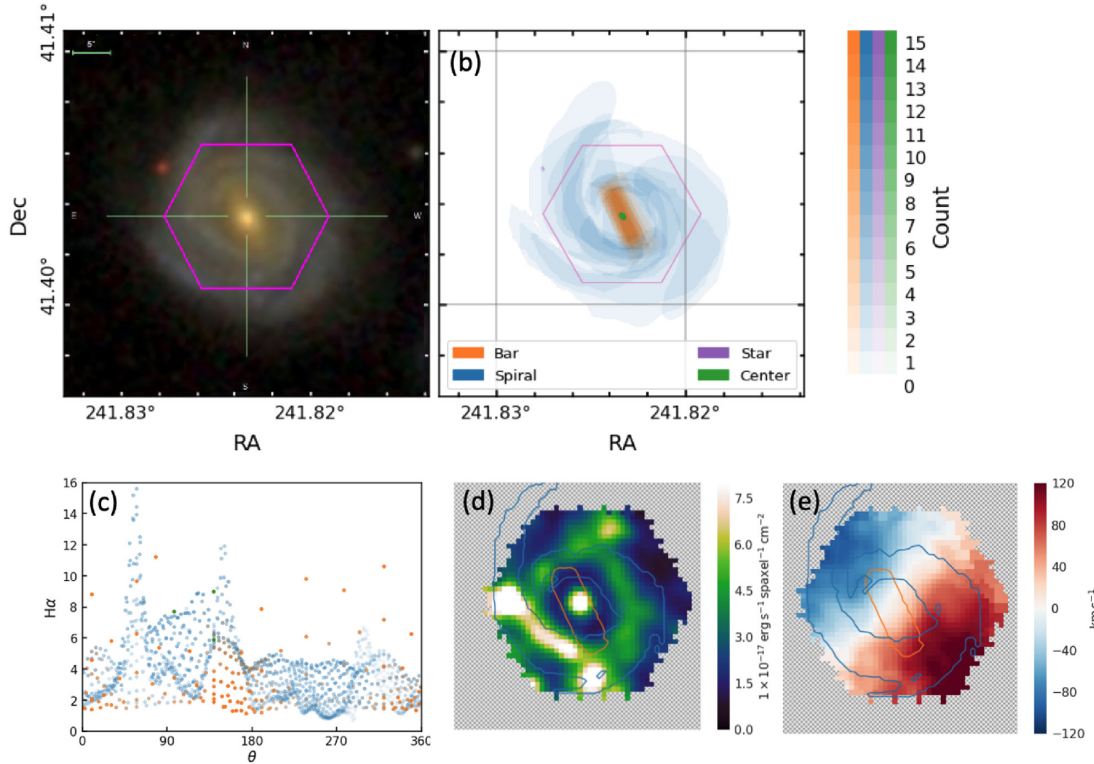 5"
N
E
W
S
41.41°
41.40°
Dec
241.83°
241.82°
RA
(b)
Bar
Spiral
Star
Center
241.83°
241.82°
RA
15
14
13
12
11
10
9
8
7
6
5
4
3
2
1
0
Count
(c)
16
14
12
10
8
6
4
2
0
Hα
0
90
180
270
360
θ
(d)
7.5
6.0
4.5
3.0
1.5
0.0
1 × 10⁻¹⁷ erg s⁻¹ spaxel⁻¹ cm⁻²
(e)
120
80
40
0
−40
−80
−120
km s⁻¹